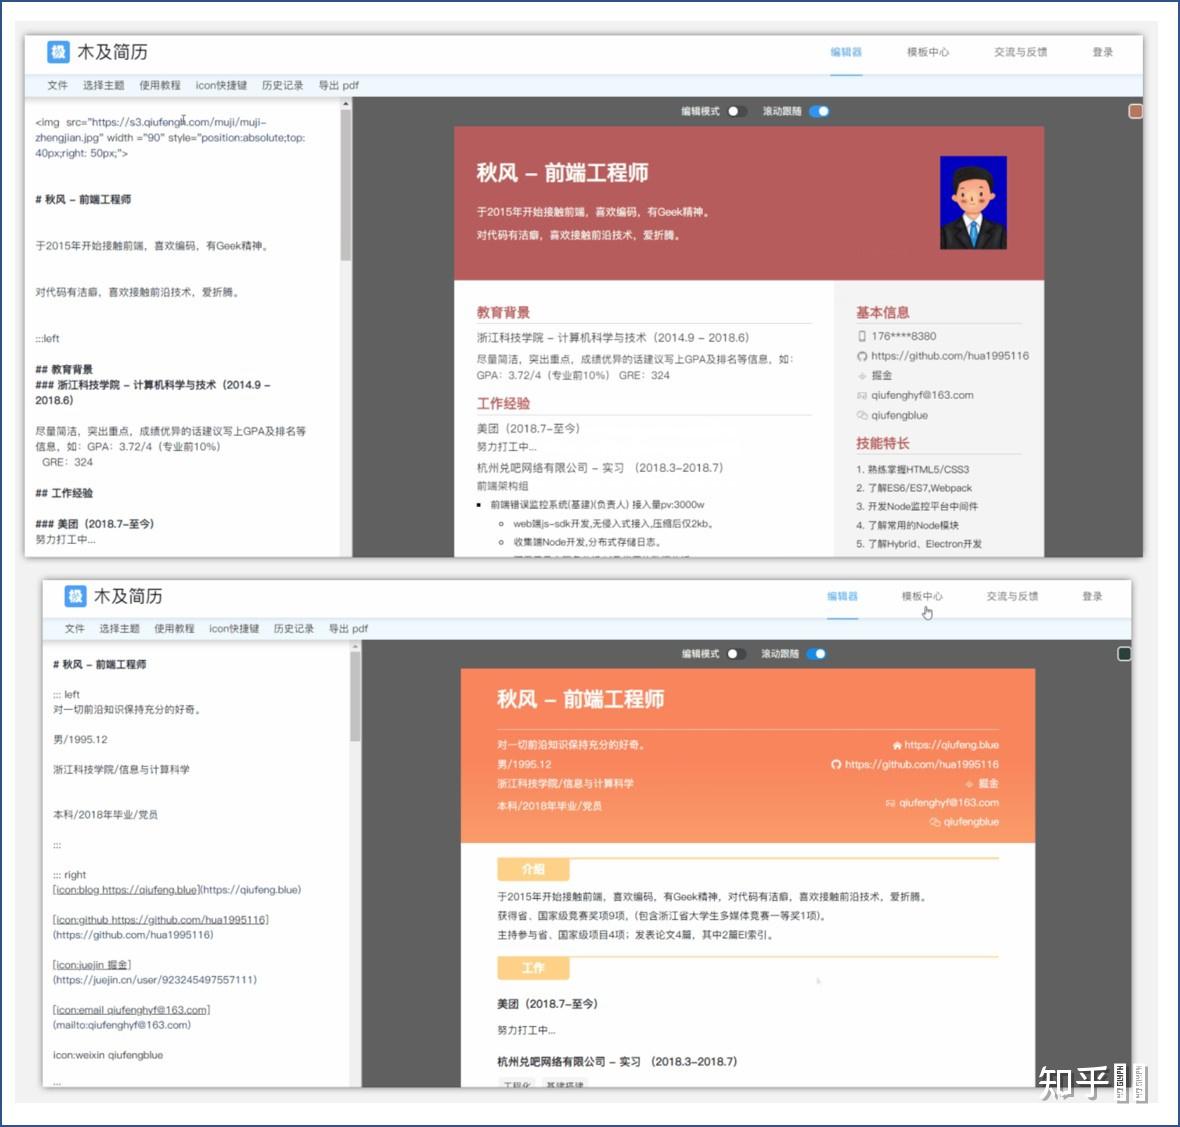 极 木及简历
编辑器 模板中心 交流与反馈 登录
文件 选择主题 使用教程 icon快捷键 历史记录 导出 pdf
<img src="https://s3.qiufengh.com/muji/muji-
zhengjian.jpg" width ="90" style="position:absolute;top:
40px;right: 50px;">
# 秋风 - 前端工程师
于2015年开始接触前端，喜欢编码，有Geek精神。
对代码有洁癖，喜欢接触前沿技术，爱折腾。
:::left
## 教育背景
### 浙江科技学院 - 计算机科学与技术（2014.9 -
2018.6）
尽量简洁，突出重点，成绩优异的话建议写上GPA及排名等
信息，如：GPA：3.72/4（专业前10%）
GRE：324
## 工作经验
### 美团（2018.7-至今）
努力打工中...
编辑模式 滚动跟随
秋风 - 前端工程师
于2015年开始接触前端，喜欢编码，有Geek精神。
对代码有洁癖，喜欢接触前沿技术，爱折腾。
教育背景
浙江科技学院 - 计算机科学与技术（2014.9 - 2018.6）
尽量简洁，突出重点，成绩优异的话建议写上GPA及排名等信息，如：
GPA：3.72/4（专业前10%） GRE：324
工作经验
美团（2018.7-至今）
努力打工中...
杭州兑吧网络有限公司 - 实习 （2018.3-2018.7）
前端架构组
前端错误监控系统(基建)(负责人) 接入量pv:3000w
web端js-sdk开发,无侵入式接入,压缩后仅2kb。
收集端Node开发,分布式存储日志。
基本信息
176****8380
https://github.com/hua1995116
掘金
qiufenghyf@163.com
qiufengblue
技能特长
1. 熟练掌握HTML5/CSS3
2. 了解ES6/ES7,Webpack
3. 开发Node监控平台中间件
4. 了解常用的Node模块
5. 了解Hybrid、Electron开发
极 木及简历
编辑器 模板中心 交流与反馈 登录
文件 选择主题 使用教程 icon快捷键 历史记录 导出 pdf
# 秋风 - 前端工程师
::: left
对一切前沿知识保持充分的好奇。
男/1995.12
浙江科技学院/信息与计算科学
本科/2018年毕业/党员
:::
::: right
[icon:blog https://qiufeng.blue](https://qiufeng.blue)
[icon:github https://github.com/hua1995116]
(https://github.com/hua1995116)
[icon:juejin 掘金]
(https://juejin.cn/user/923245497557111)
[icon:email qiufenghyf@163.com]
(mailto:qiufenghyf@163.com)
icon:weixin qiufengblue
编辑模式 滚动跟随
秋风 - 前端工程师
对一切前沿知识保持充分的好奇。
男/1995.12
浙江科技学院/信息与计算科学
本科/2018年毕业/党员
https://qiufeng.blue
https://github.com/hua1995116
掘金
qiufenghyf@163.com
qiufengblue
介绍
于2015年开始接触前端，喜欢编码，有Geek精神，对代码有洁癖，喜欢接触前沿技术，爱折腾。
获得省、国家级竞赛奖项9项，(包含浙江省大学生多媒体竞赛一等奖1项)。
主持参与省、国家级项目4项；发表论文4篇，其中2篇EI索引。
工作
美团（2018.7-至今）
努力打工中...
杭州兑吧网络有限公司 - 实习 （2018.3-2018.7）
工程化 基建搭建
知乎